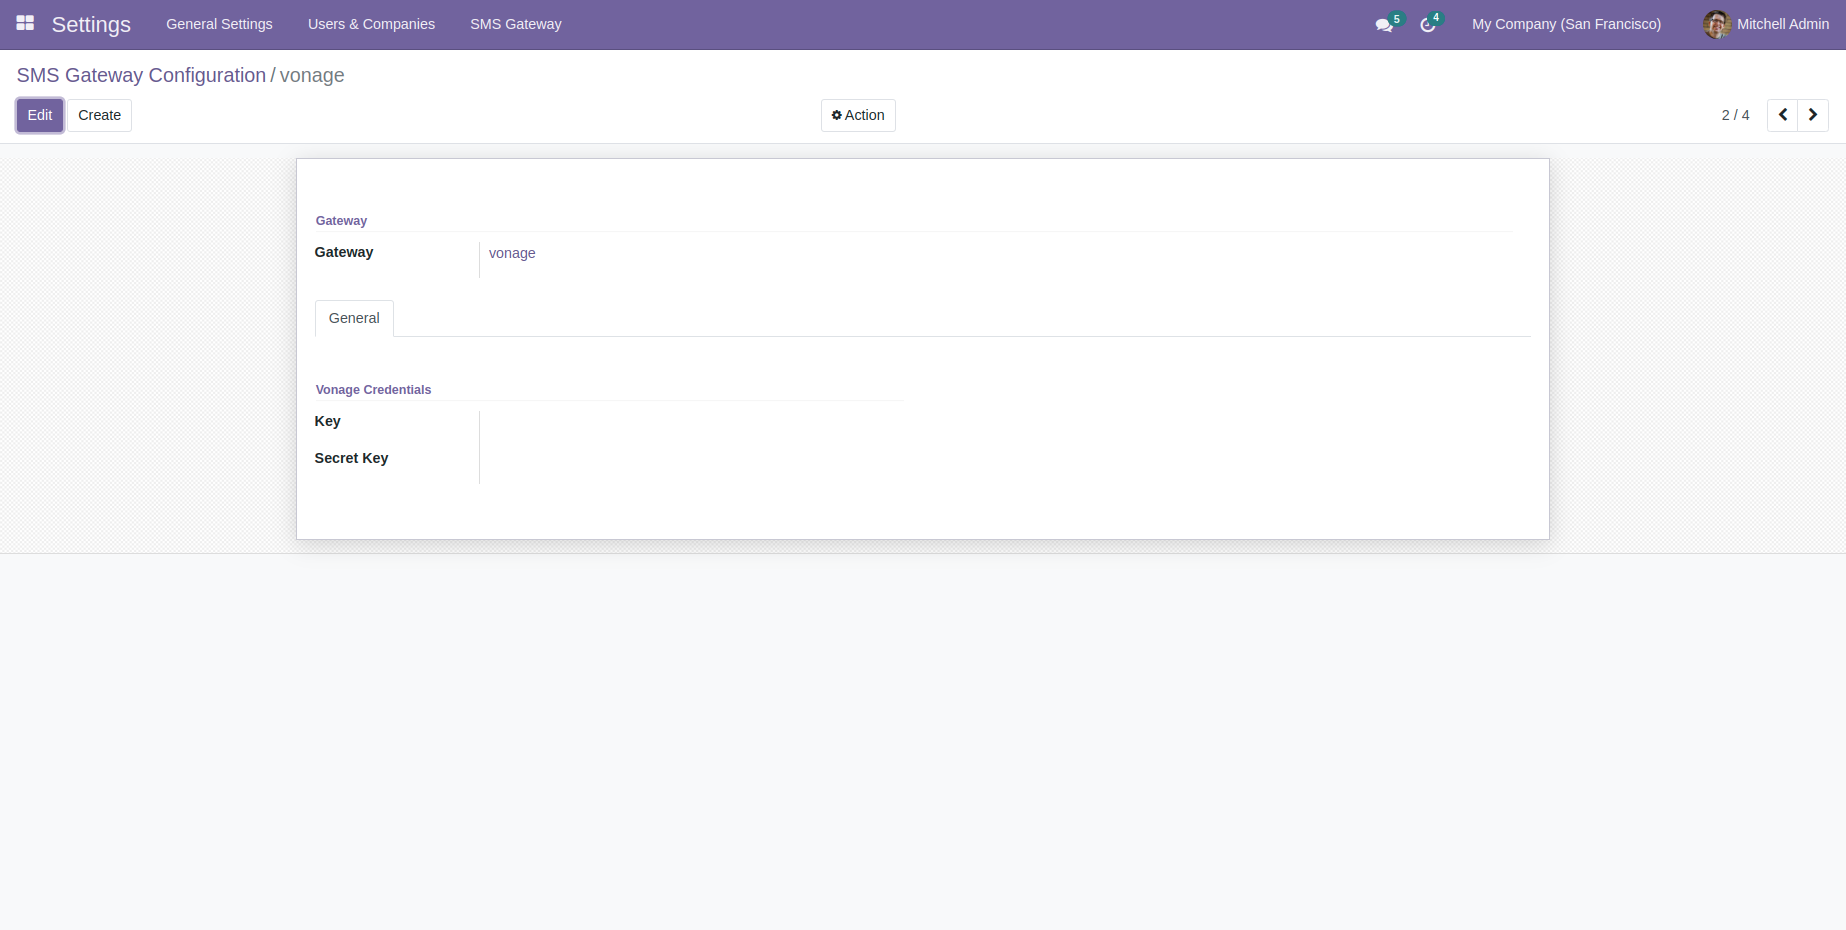 Settings General Settings Users & Companies SMS Gateway 5 4 My Company (San Francisco) Mitchell Admin
SMS Gateway Configuration / vonage
Edit Create Action 2 / 4
Gateway
Gateway vonage
General
Vonage Credentials
Key
Secret Key